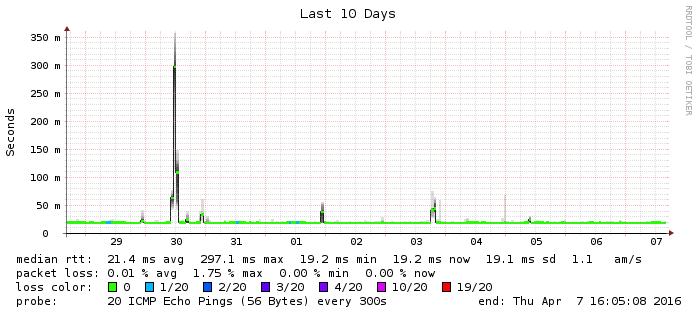 Last 10 Days
RRDTOOL / TOBI OETIKER
Seconds
350 m
300 m
250 m
200 m
150 m
100 m
50 m
0
29 30 31 01 02 03 04 05 06 07
median rtt: 21.4 ms avg 297.1 ms max 19.2 ms min 19.2 ms now 19.1 ms sd 1.1 am/s
packet loss: 0.01 % avg 1.75 % max 0.00 % min 0.00 % now
loss color: 0 1/20 2/20 3/20 4/20 10/20 19/20
probe: 20 ICMP Echo Pings (56 Bytes) every 300s end: Thu Apr 7 16:05:08 2016